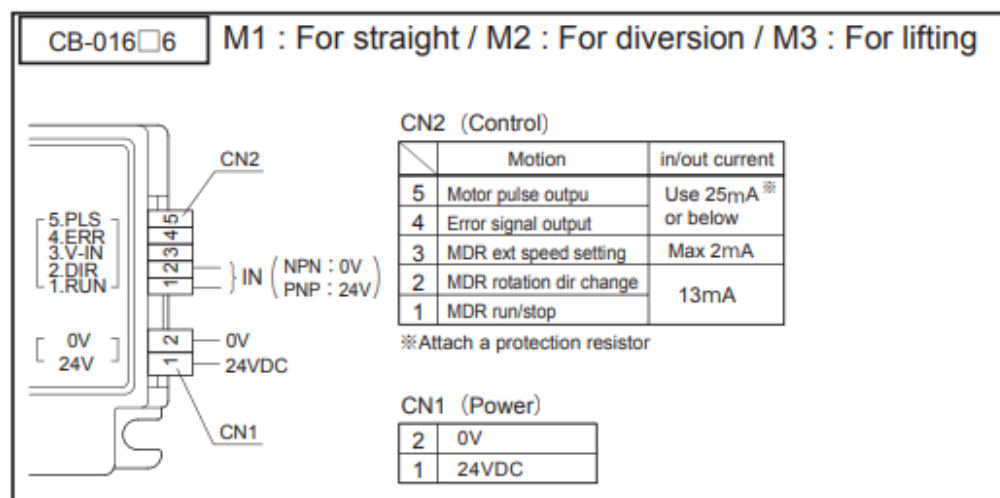 CB-016□6 M1 : For straight / M2 : For diversion / M3 : For lifting
CN2
5.PLS
4.ERR
3.V-IN
2.DIR
1.RUN
5
4
3
2
1
IN ( NPN : 0V
PNP : 24V )
0V
24V
2
1
0V
24VDC
CN1
CN2 (Control)
Motion in/out current
5 Motor pulse outpu Use 25mA※
or below
4 Error signal output
3 MDR ext speed setting Max 2mA
2 MDR rotation dir change 13mA
1 MDR run/stop
※Attach a protection resistor
CN1 (Power)
2 0V
1 24VDC